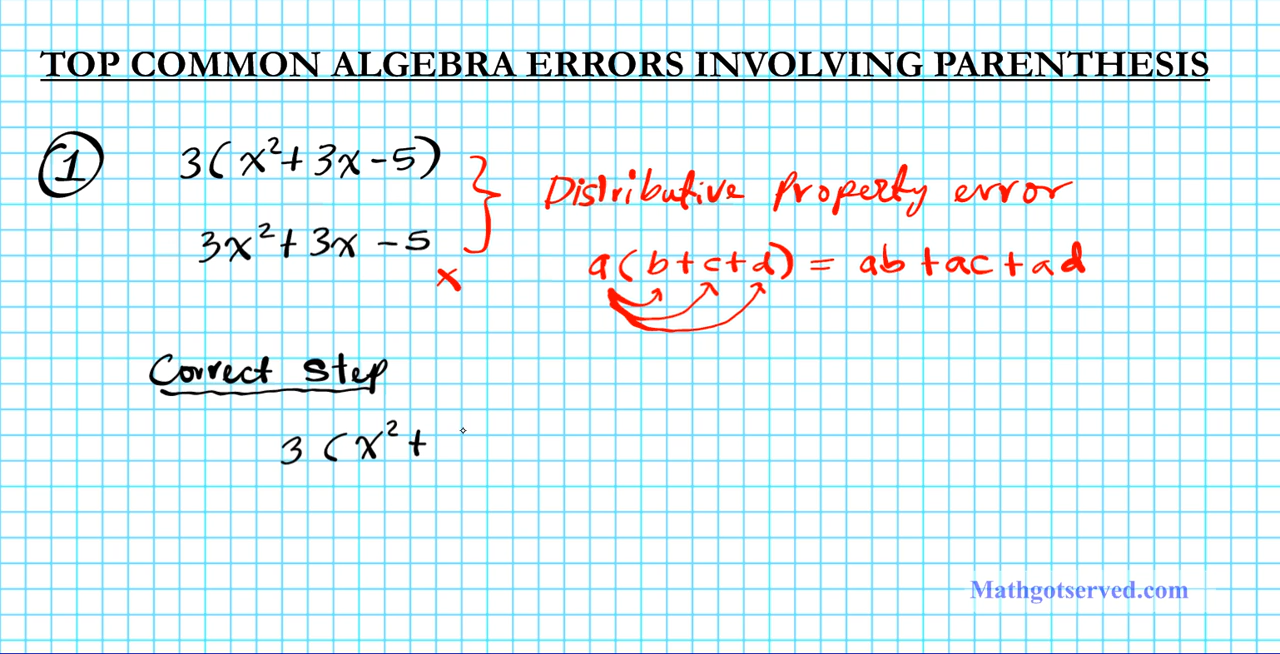 TOP COMMON ALGEBRA ERRORS INVOLVING PARENTHESIS
1 3(x²+3x-5)
Distributive Property error
3x²+3x-5
x
a(b+c+d) = ab+ac+ad
Correct Step
3(x²+
Mathgotserved.com